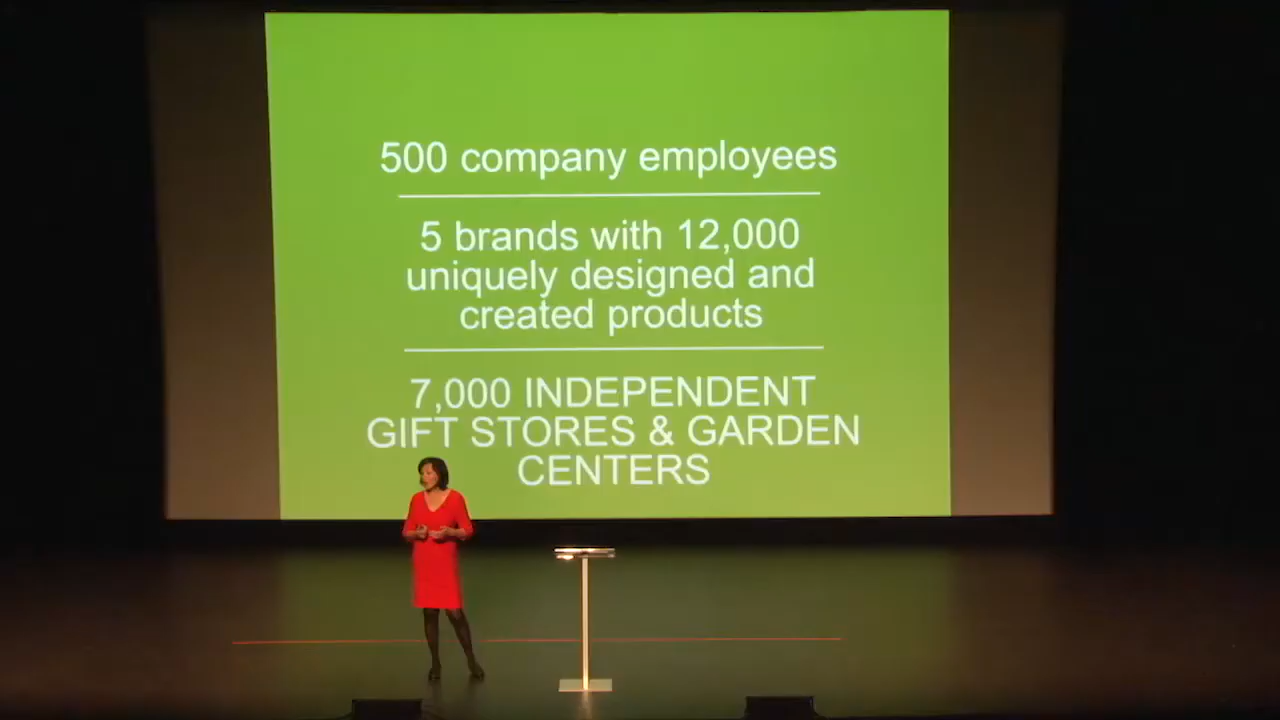 500 company employees
5 brands with 12,000
uniquely designed and
created products
7,000 INDEPENDENT
GIFT STORES & GARDEN
CENTERS